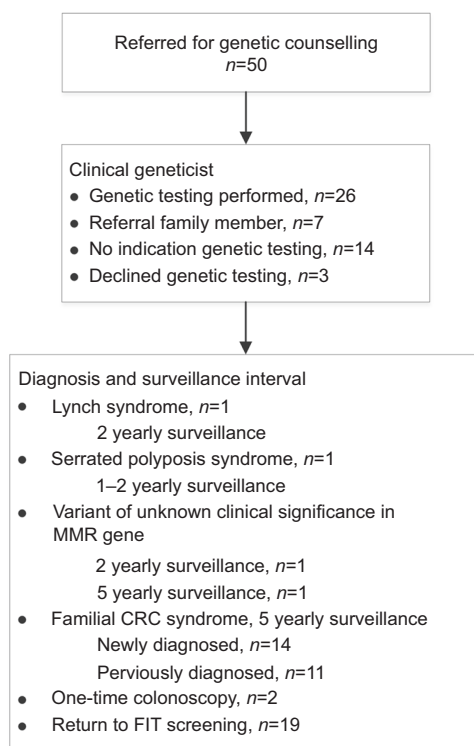 Referred for genetic counselling
n=50
Clinical geneticist
● Genetic testing performed, n=26
● Referral family member, n=7
● No indication genetic testing, n=14
● Declined genetic testing, n=3
Diagnosis and surveillance interval
● Lynch syndrome, n=1
2 yearly surveillance
● Serrated polyposis syndrome, n=1
1–2 yearly surveillance
● Variant of unknown clinical significance in
MMR gene
2 yearly surveillance, n=1
5 yearly surveillance, n=1
● Familial CRC syndrome, 5 yearly surveillance
Newly diagnosed, n=14
Perviously diagnosed, n=11
● One-time colonoscopy, n=2
● Return to FIT screening, n=19